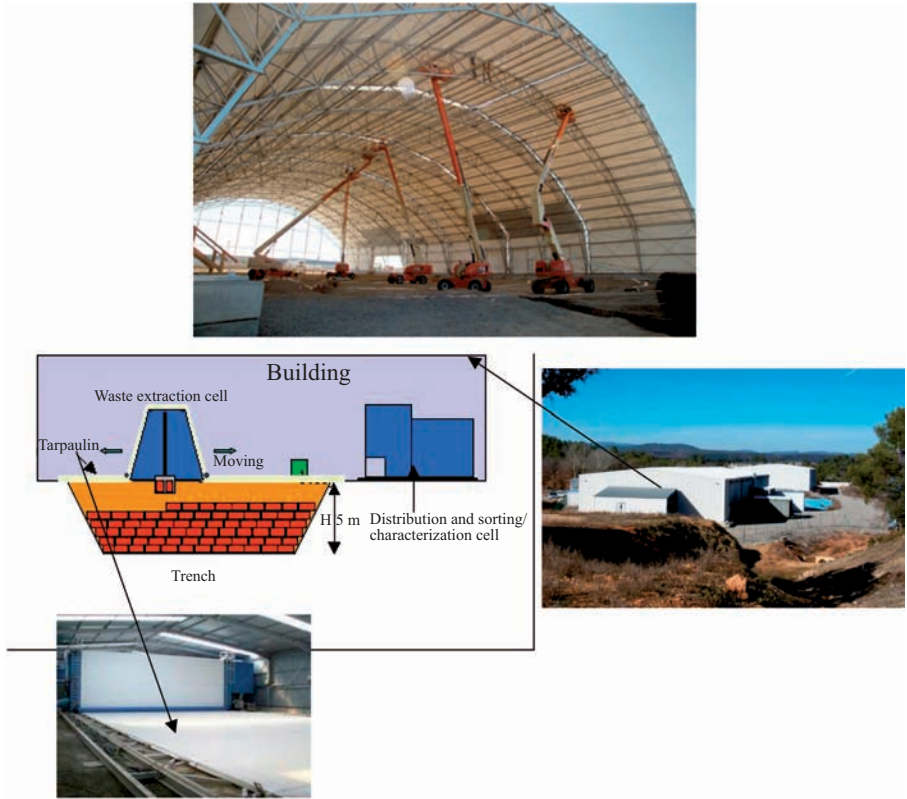 Building
Waste extraction cell
Tarpaulin
Moving
H 5 m
Distribution and sorting/
characterization cell
Trench